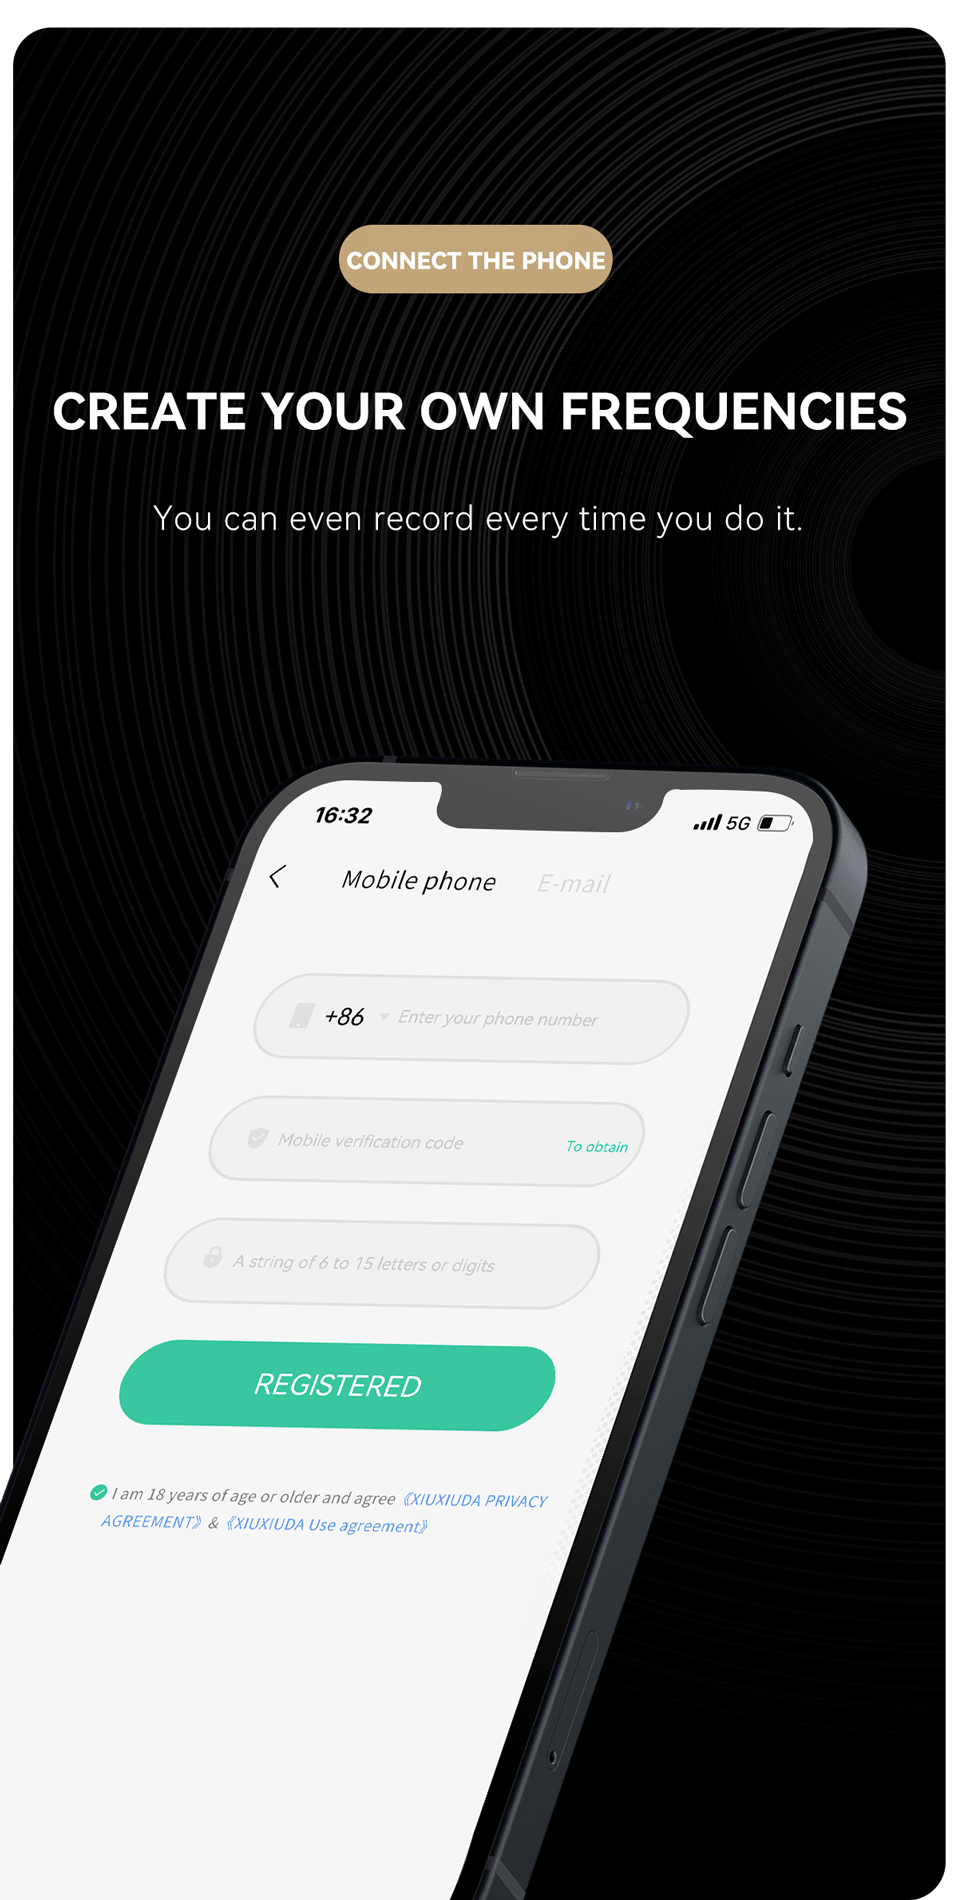 CONNECT THE PHONE
CREATE YOUR OWN FREQUENCIES
You can even record every time you do it.
16:32
5G
Mobile phone
E-mail
+86 Enter your phone number
Mobile verification code To obtain
A string of 6 to 15 letters or digits
REGISTERED
I am 18 years of age or older and agree 《XIUXIUDA PRIVACY
AGREEMENT》 & 《XIUXIUDA Use agreement》